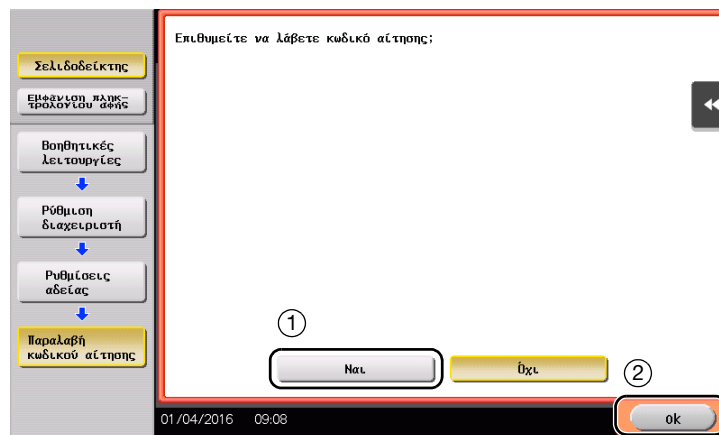 Επιθυμείτε να λάβετε κωδικό αίτησης;
Σελιδοδείκτης
Εμφάνιση πληκ-
τρολογίου αφής
Βοηθητικές
λειτουργίες
Ρύθμιση
διαχειριστή
Ρυθμίσεις
αδείας
Παραλαβή
κωδικού αίτησης
1
Ναι
Όχι
2
01/04/2016 09:08
ok